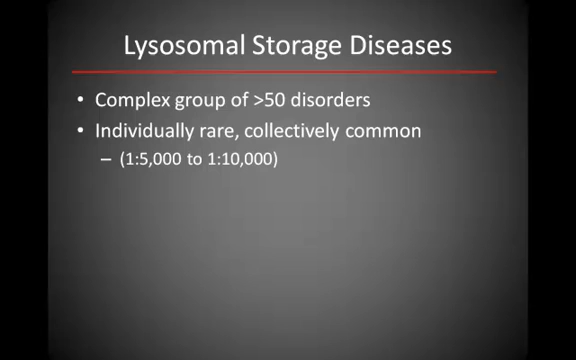 Lysosomal Storage Diseases
• Complex group of >50 disorders
• Individually rare, collectively common
– (1:5,000 to 1:10,000)